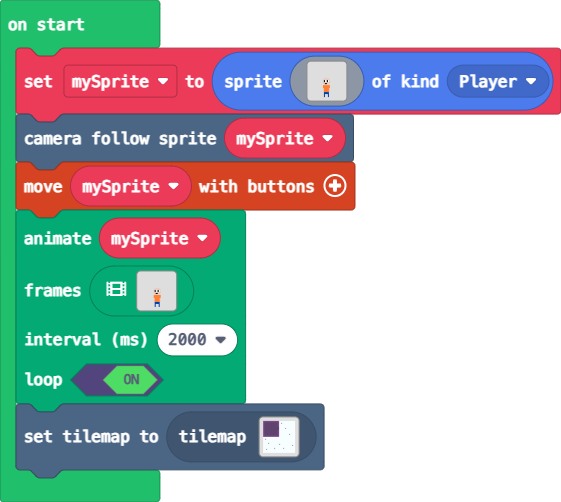 on start
set mySprite to sprite of kind Player
camera follow sprite mySprite
move mySprite with buttons
animate mySprite
frames
interval (ms) 2000
loop ON
set tilemap to tilemap